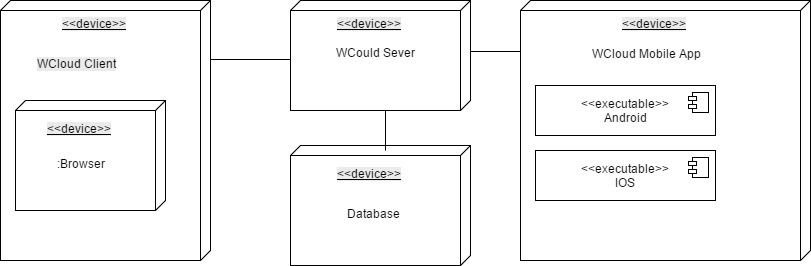 <<device>>
WCloud Client
<<device>>
:Browser
<<device>>
WCould Sever
<<device>>
Database
<<device>>
WCloud Mobile App
<<executable>>
Android
<<executable>>
IOS